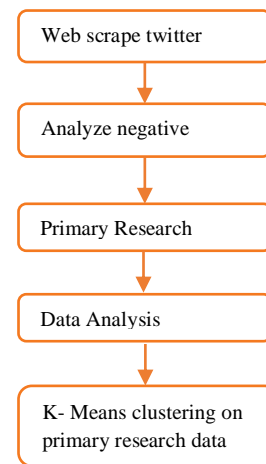 Web scrape twitter
Analyze negative
Primary Research
Data Analysis
K- Means clustering on
primary research data